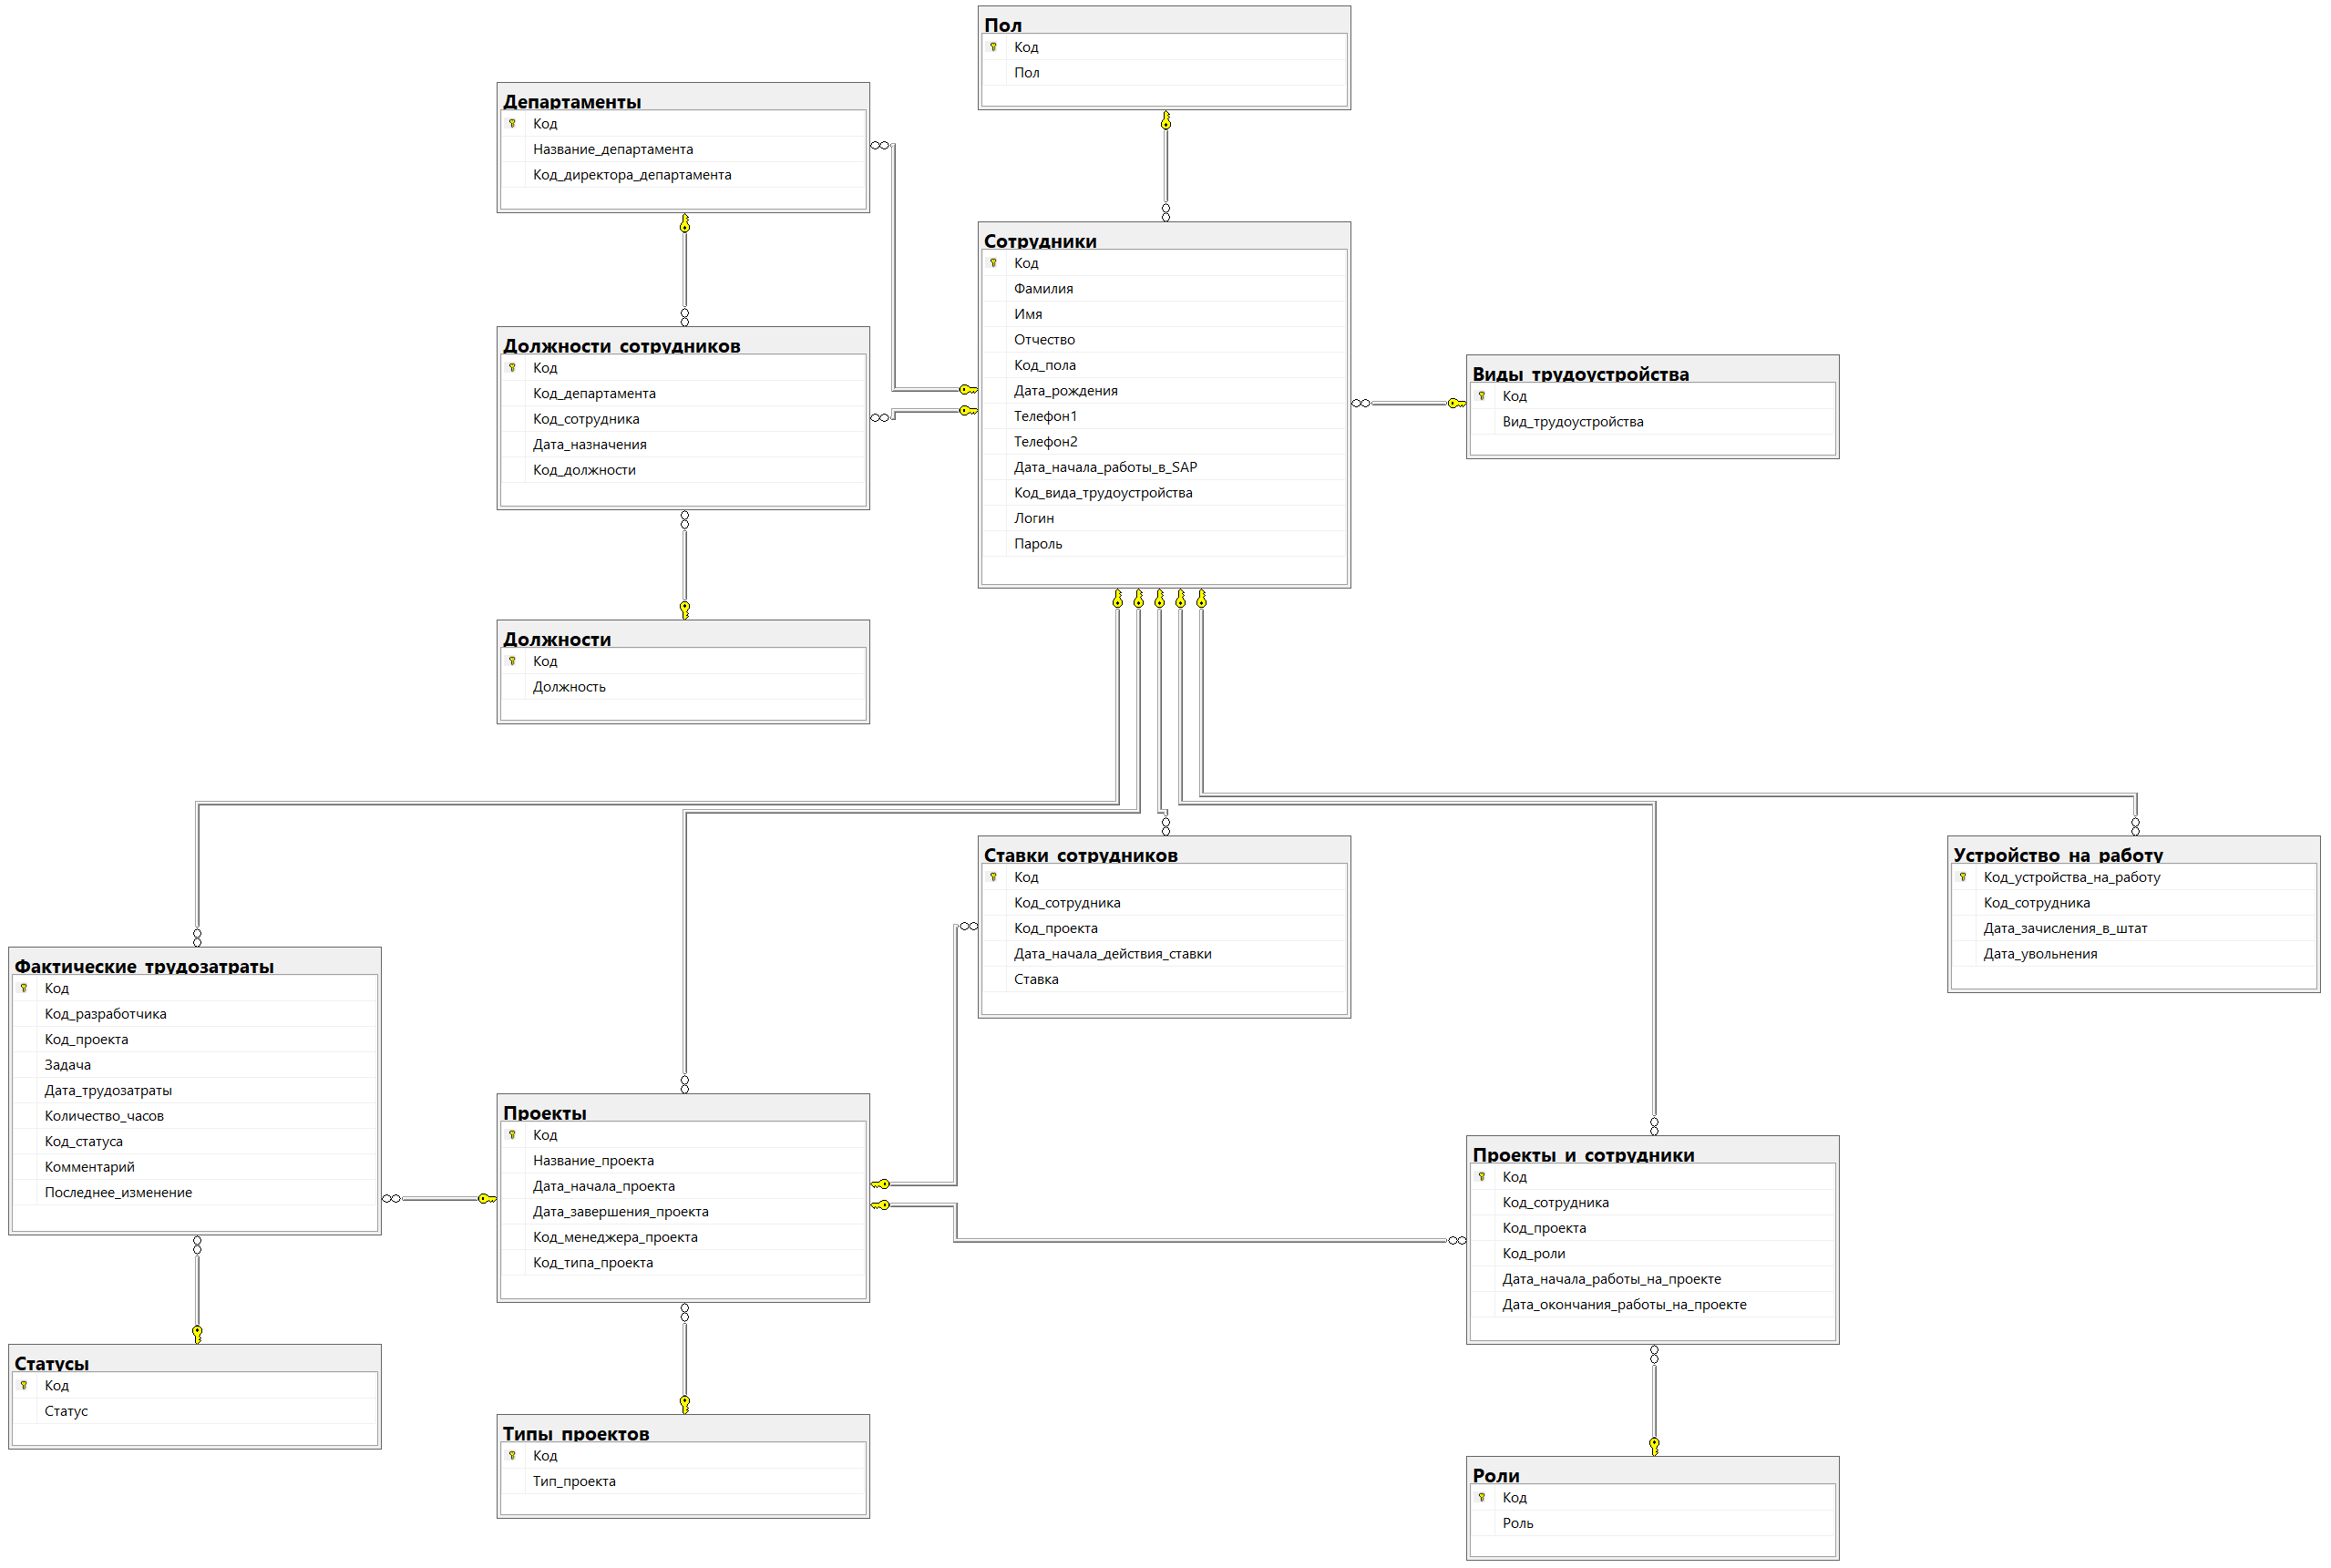 Пол
Код
Пол
Департаменты
Код
Название_департамента
Код_директора_департамента
Сотрудники
Код
Фамилия
Имя
Отчество
Код_пола
Дата_рождения
Телефон1
Телефон2
Дата_начала_работы_в_SAP
Код_вида_трудоустройства
Логин
Пароль
Должности_сотрудников
Код
Код_департамента
Код_сотрудника
Дата_назначения
Код_должности
Виды_трудоустройства
Код
Вид_трудоустройства
Должности
Код
Должность
Ставки_сотрудников
Код
Код_сотрудника
Код_проекта
Дата_начала_действия_ставки
Ставка
Устройство_на_работу
Код_устройства_на_работу
Код_сотрудника
Дата_зачисления_в_штат
Дата_увольнения
Фактические_трудозатраты
Код
Код_разработчика
Код_проекта
Задача
Дата_трудозатраты
Количество_часов
Код_статуса
Комментарий
Последнее_изменение
Проекты
Код
Название_проекта
Дата_начала_проекта
Дата_завершения_проекта
Код_менеджера_проекта
Код_типа_проекта
Проекты_и_сотрудники
Код
Код_сотрудника
Код_проекта
Код_роли
Дата_начала_работы_на_проекте
Дата_окончания_работы_на_проекте
Статусы
Код
Статус
Типы_проектов
Код
Тип_проекта
Роли
Код
Роль